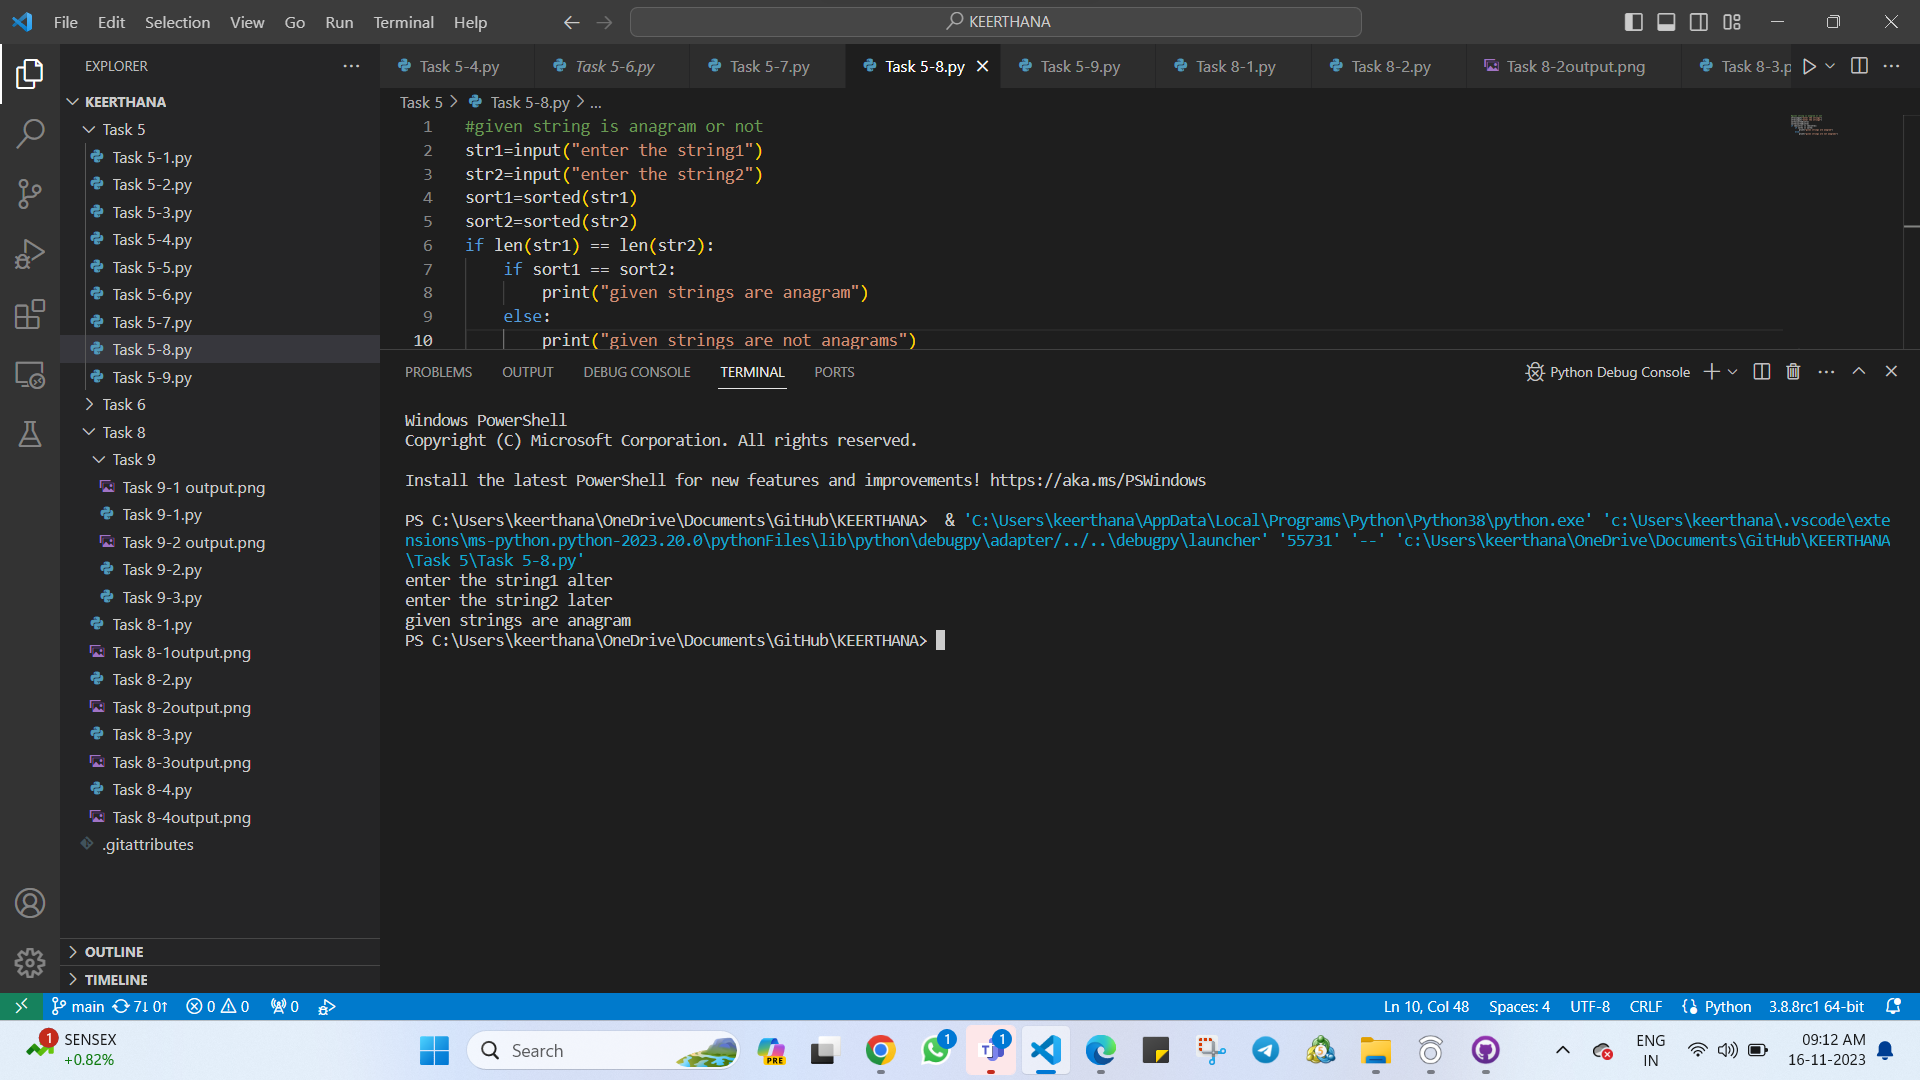 File Edit Selection View Go Run Terminal Help
KEERTHANA
EXPLORER
KEERTHANA
Task 5
Task 5-1.py
Task 5-2.py
Task 5-3.py
Task 5-4.py
Task 5-5.py
Task 5-6.py
Task 5-7.py
Task 5-8.py
Task 5-9.py
Task 6
Task 8
Task 9
Task 9-1 output.png
Task 9-1.py
Task 9-2 output.png
Task 9-2.py
Task 9-3.py
Task 8-1.py
Task 8-1output.png
Task 8-2.py
Task 8-2output.png
Task 8-3.py
Task 8-3output.png
Task 8-4.py
Task 8-4output.png
.gitattributes
OUTLINE
TIMELINE
Task 5-4.py Task 5-6.py Task 5-7.py Task 5-8.py Task 5-9.py Task 8-1.py Task 8-2.py Task 8-2output.png Task 8-3.p
Task 5 > Task 5-8.py > ...
1 #given string is anagram or not
2 str1=input("enter the string1")
3 str2=input("enter the string2")
4 sort1=sorted(str1)
5 sort2=sorted(str2)
6 if len(str1) == len(str2):
7 if sort1 == sort2:
8 print("given strings are anagram")
9 else:
10 print("given strings are not anagrams")
PROBLEMS OUTPUT DEBUG CONSOLE TERMINAL PORTS
Python Debug Console
Windows PowerShell
Copyright (C) Microsoft Corporation. All rights reserved.
Install the latest PowerShell for new features and improvements! https://aka.ms/PSWindows
PS C:\Users\keerthana\OneDrive\Documents\GitHub\KEERTHANA>  & 'C:\Users\keerthana\AppData\Local\Programs\Python\Python38\python.exe' 'c:\Users\keerthana\.vscode\exte
nsions\ms-python.python-2023.20.0\pythonFiles\lib\python\debugpy\adapter/../..\debugpy\launcher' '55731' '--' 'c:\Users\keerthana\OneDrive\Documents\GitHub\KEERTHANA
\Task 5\Task 5-8.py'
enter the string1 alter
enter the string2 later
given strings are anagram
PS C:\Users\keerthana\OneDrive\Documents\GitHub\KEERTHANA>
main 7↓ 0↑ 0 0 0
Ln 10, Col 48 Spaces: 4 UTF-8 CRLF {} Python 3.8.8rc1 64-bit
1 SENSEX
+0.82%
Search
PRE
1
1
ENG
IN
09:12 AM
16-11-2023